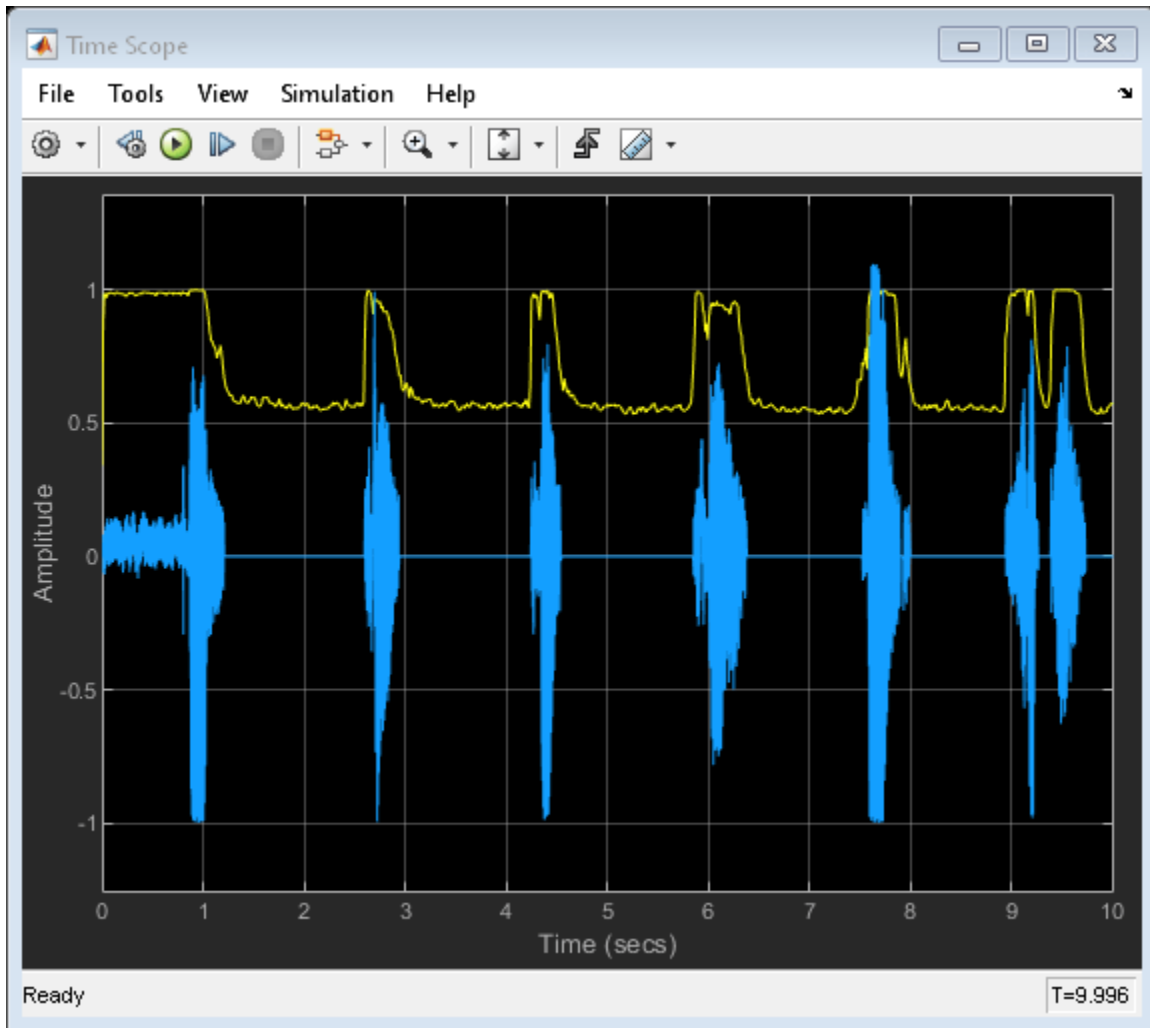 Time Scope
File Tools View Simulation Help
1
0.5
0
-0.5
-1
Amplitude
0 1 2 3 4 5 6 7 8 9 10
Time (secs)
Ready T=9.996